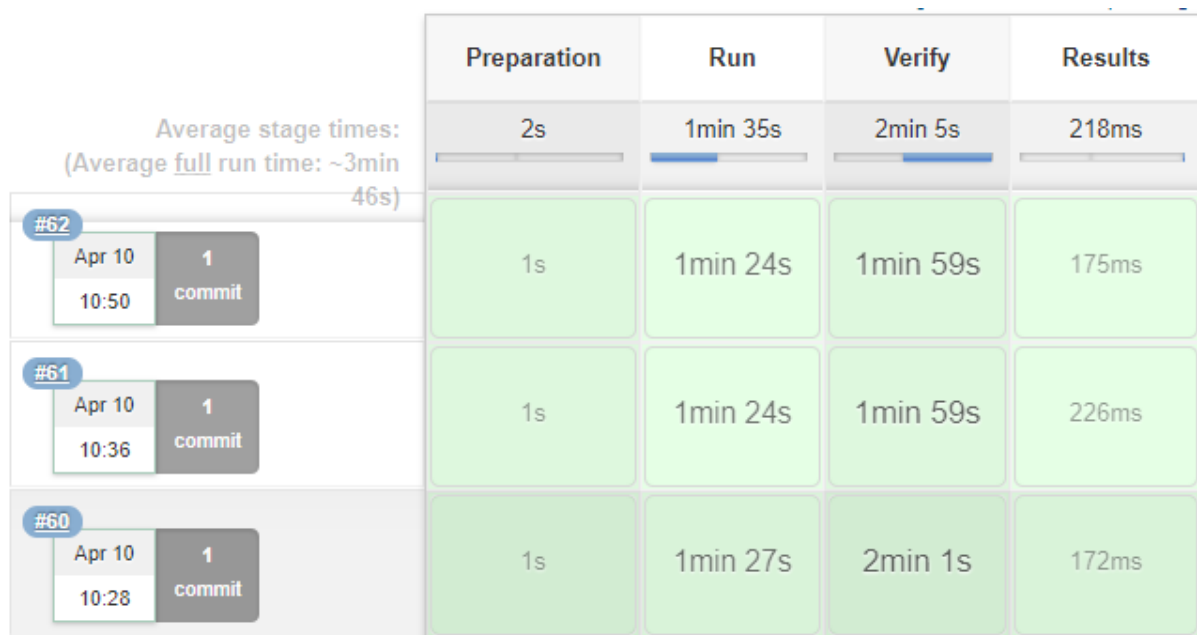 Preparation Run Verify Results
Average stage times: 2s 1min 35s 2min 5s 218ms
(Average full run time: ~3min
46s)
#62
Apr 10 1
10:50 commit
1s 1min 24s 1min 59s 175ms
#61
Apr 10 1
10:36 commit
1s 1min 24s 1min 59s 226ms
#60
Apr 10 1
10:28 commit
1s 1min 27s 2min 1s 172ms